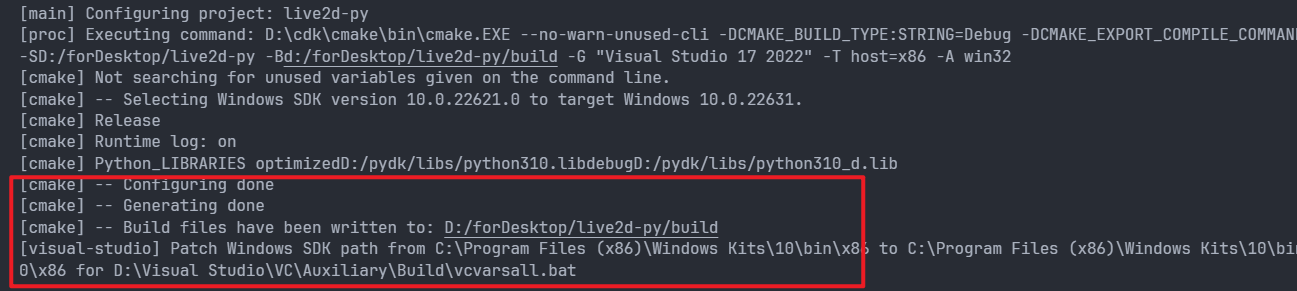 [main] Configuring project: live2d-py
[proc] Executing command: D:\cdk\cmake\bin\cmake.EXE --no-warn-unused-cli -DCMAKE_BUILD_TYPE:STRING=Debug -DCMAKE_EXPORT_COMPILE_COMMAN
-SD:/forDesktop/live2d-py -Bd:/forDesktop/live2d-py/build -G "Visual Studio 17 2022" -T host=x86 -A win32
[cmake] Not searching for unused variables given on the command line.
[cmake] -- Selecting Windows SDK version 10.0.22621.0 to target Windows 10.0.22631.
[cmake] Release
[cmake] Runtime log: on
[cmake] Python_LIBRARIES optimizedD:/pydk/libs/python310.libdebugD:/pydk/libs/python310_d.lib
[cmake] -- Configuring done
[cmake] -- Generating done
[cmake] -- Build files have been written to: D:/forDesktop/live2d-py/build
[visual-studio] Patch Windows SDK path from C:\Program Files (x86)\Windows Kits\10\bin\x86 to C:\Program Files (x86)\Windows Kits\10\bin
0\x86 for D:\Visual Studio\VC\Auxiliary\Build\vcvarsall.bat